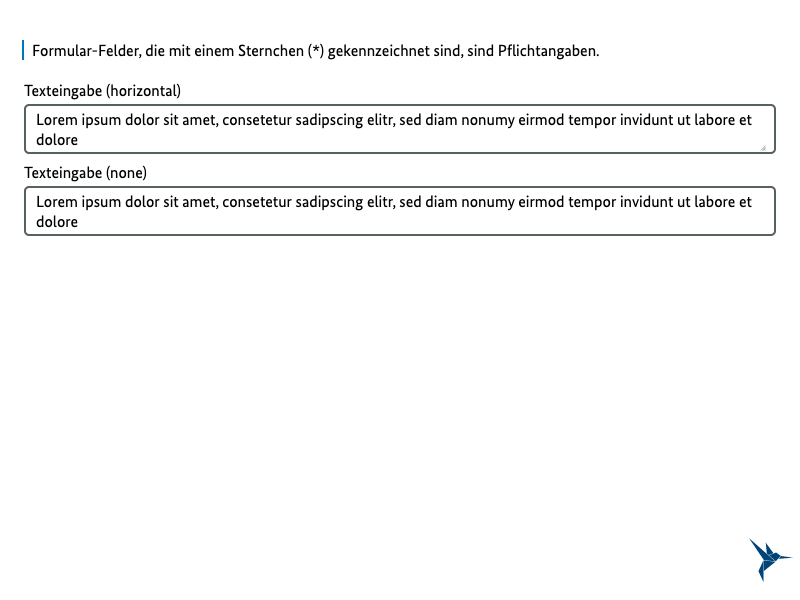 Formular-Felder, die mit einem Sternchen (*) gekennzeichnet sind, sind Pflichtangaben.
Texteingabe (horizontal)
Lorem ipsum dolor sit amet, consetetur sadipscing elitr, sed diam nonumy eirmod tempor invidunt ut labore et
dolore
Texteingabe (none)
Lorem ipsum dolor sit amet, consetetur sadipscing elitr, sed diam nonumy eirmod tempor invidunt ut labore et
dolore